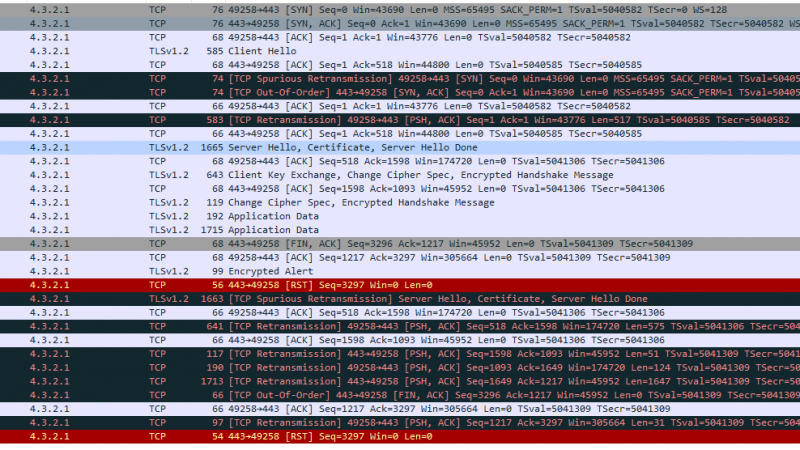 4.3.2.1 TCP 76 49258→443 [SYN] Seq=0 Win=43690 Len=0 MSS=65495 SACK_PERM=1 TSval=5040582 TSecr=0 WS=128
4.3.2.1 TCP 76 443→49258 [SYN, ACK] Seq=0 Ack=1 Win=43690 Len=0 MSS=65495 SACK_PERM=1 TSval=5040582 TSecr=5040582 WS
4.3.2.1 TCP 68 49258→443 [ACK] Seq=1 Ack=1 Win=43776 Len=0 TSval=5040582 TSecr=5040582
4.3.2.1 TLSv1.2 585 Client Hello
4.3.2.1 TCP 68 443→49258 [ACK] Seq=1 Ack=518 Win=44800 Len=0 TSval=5040585 TSecr=5040585
4.3.2.1 TCP 74 [TCP Spurious Retransmission] 49258→443 [SYN] Seq=0 Win=43690 Len=0 MSS=65495 SACK_PERM=1 TSval=50405
4.3.2.1 TCP 74 [TCP Out-Of-Order] 443→49258 [SYN, ACK] Seq=0 Ack=1 Win=43690 Len=0 MSS=65495 SACK_PERM=1 TSval=50405
4.3.2.1 TCP 66 49258→443 [ACK] Seq=1 Ack=1 Win=43776 Len=0 TSval=5040582 TSecr=5040582
4.3.2.1 TCP 583 [TCP Retransmission] 49258→443 [PSH, ACK] Seq=1 Ack=1 Win=43776 Len=517 TSval=5040585 TSecr=5040582
4.3.2.1 TCP 66 443→49258 [ACK] Seq=1 Ack=518 Win=44800 Len=0 TSval=5040585 TSecr=5040585
4.3.2.1 TLSv1.2 1665 Server Hello, Certificate, Server Hello Done
4.3.2.1 TCP 68 49258→443 [ACK] Seq=518 Ack=1598 Win=174720 Len=0 TSval=5041306 TSecr=5041306
4.3.2.1 TLSv1.2 643 Client Key Exchange, Change Cipher Spec, Encrypted Handshake Message
4.3.2.1 TCP 68 443→49258 [ACK] Seq=1598 Ack=1093 Win=45952 Len=0 TSval=5041306 TSecr=5041306
4.3.2.1 TLSv1.2 119 Change Cipher Spec, Encrypted Handshake Message
4.3.2.1 TLSv1.2 192 Application Data
4.3.2.1 TLSv1.2 1715 Application Data
4.3.2.1 TCP 68 443→49258 [FIN, ACK] Seq=3296 Ack=1217 Win=45952 Len=0 TSval=5041309 TSecr=5041309
4.3.2.1 TCP 68 49258→443 [ACK] Seq=1217 Ack=3297 Win=305664 Len=0 TSval=5041309 TSecr=5041309
4.3.2.1 TLSv1.2 99 Encrypted Alert
4.3.2.1 TCP 56 443→49258 [RST] Seq=3297 Win=0 Len=0
4.3.2.1 TLSv1.2 1663 [TCP Spurious Retransmission] Server Hello, Certificate, Server Hello Done
4.3.2.1 TCP 66 49258→443 [ACK] Seq=518 Ack=1598 Win=174720 Len=0 TSval=5041306 TSecr=5041306
4.3.2.1 TCP 641 [TCP Retransmission] 49258→443 [PSH, ACK] Seq=518 Ack=1598 Win=174720 Len=575 TSval=5041306 TSecr=5041306
4.3.2.1 TCP 66 443→49258 [ACK] Seq=1598 Ack=1093 Win=45952 Len=0 TSval=5041306 TSecr=5041306
4.3.2.1 TCP 117 [TCP Retransmission] 443→49258 [PSH, ACK] Seq=1598 Ack=1093 Win=45952 Len=51 TSval=5041309 TSecr=5041306
4.3.2.1 TCP 190 [TCP Retransmission] 49258→443 [PSH, ACK] Seq=1093 Ack=1649 Win=174720 Len=124 TSval=5041309 TSecr=5041309
4.3.2.1 TCP 1713 [TCP Retransmission] 443→49258 [PSH, ACK] Seq=1649 Ack=1217 Win=45952 Len=1647 TSval=5041309 TSecr=5041309
4.3.2.1 TCP 66 [TCP Out-Of-Order] 443→49258 [FIN, ACK] Seq=3296 Ack=1217 Win=45952 Len=0 TSval=5041309 TSecr=5041309
4.3.2.1 TCP 66 49258→443 [ACK] Seq=1217 Ack=3297 Win=305664 Len=0 TSval=5041309 TSecr=5041309
4.3.2.1 TCP 97 [TCP Retransmission] 49258→443 [PSH, ACK] Seq=1217 Ack=3297 Win=305664 Len=31 TSval=5041309 TSecr=5041309
4.3.2.1 TCP 54 443→49258 [RST] Seq=3297 Win=0 Len=0